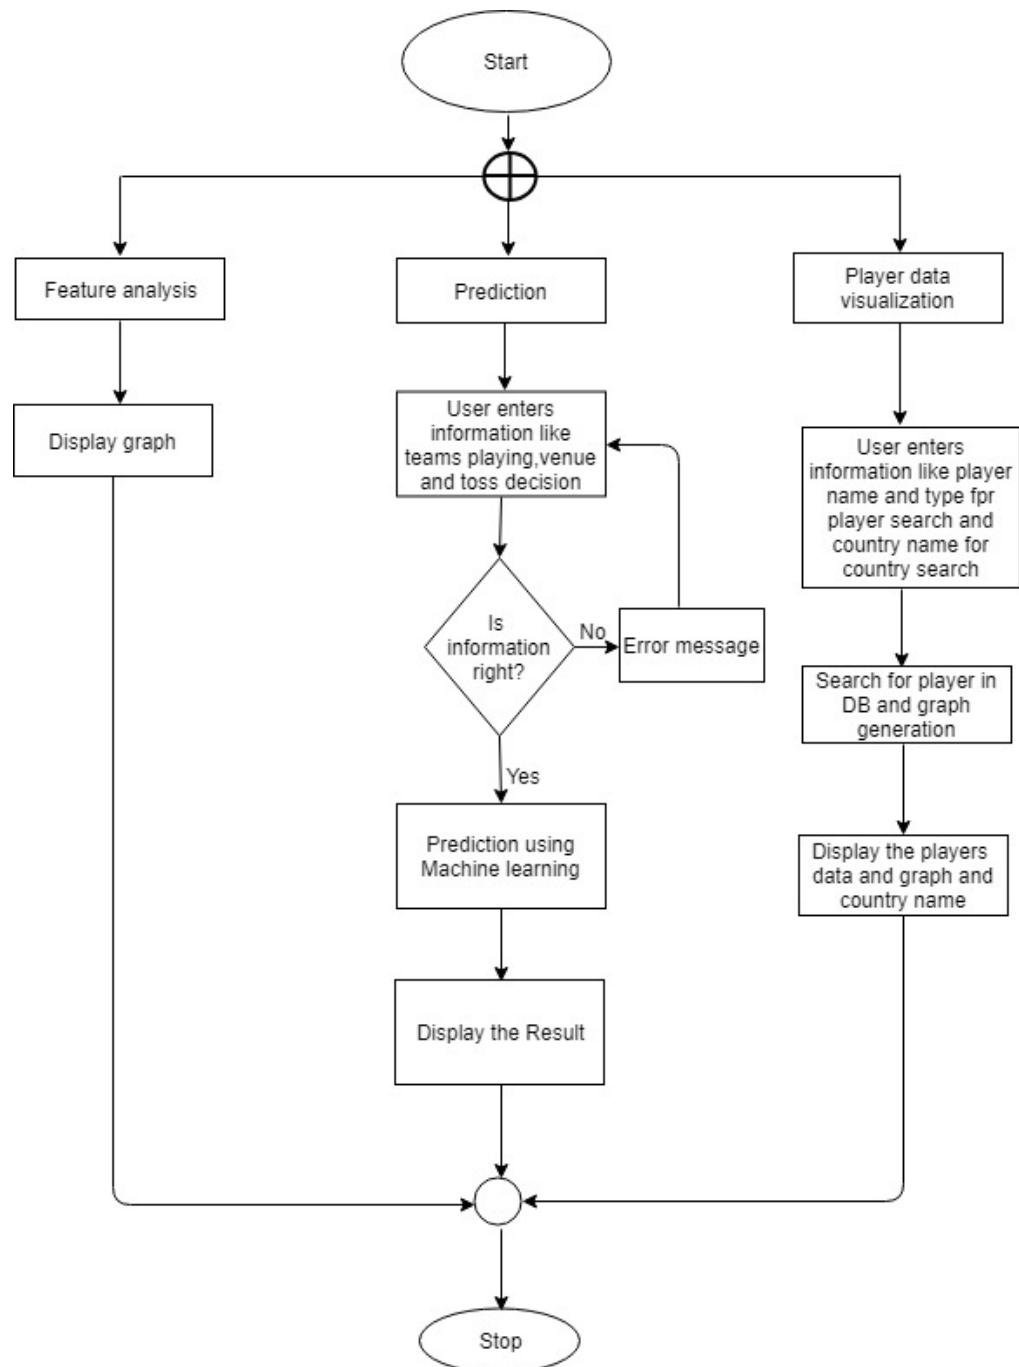 Start
Feature analysis
Display graph
Prediction
User enters
information like
teams playing,venue
and toss decision
Is
information
right?
No
Error message
Yes
Prediction using
Machine learning
Display the Result
Player data
visualization
User enters
information like player
name and type fpr
player search and
country name for
country search
Search for player in
DB and graph
generation
Display the players
data and graph and
country name
Stop